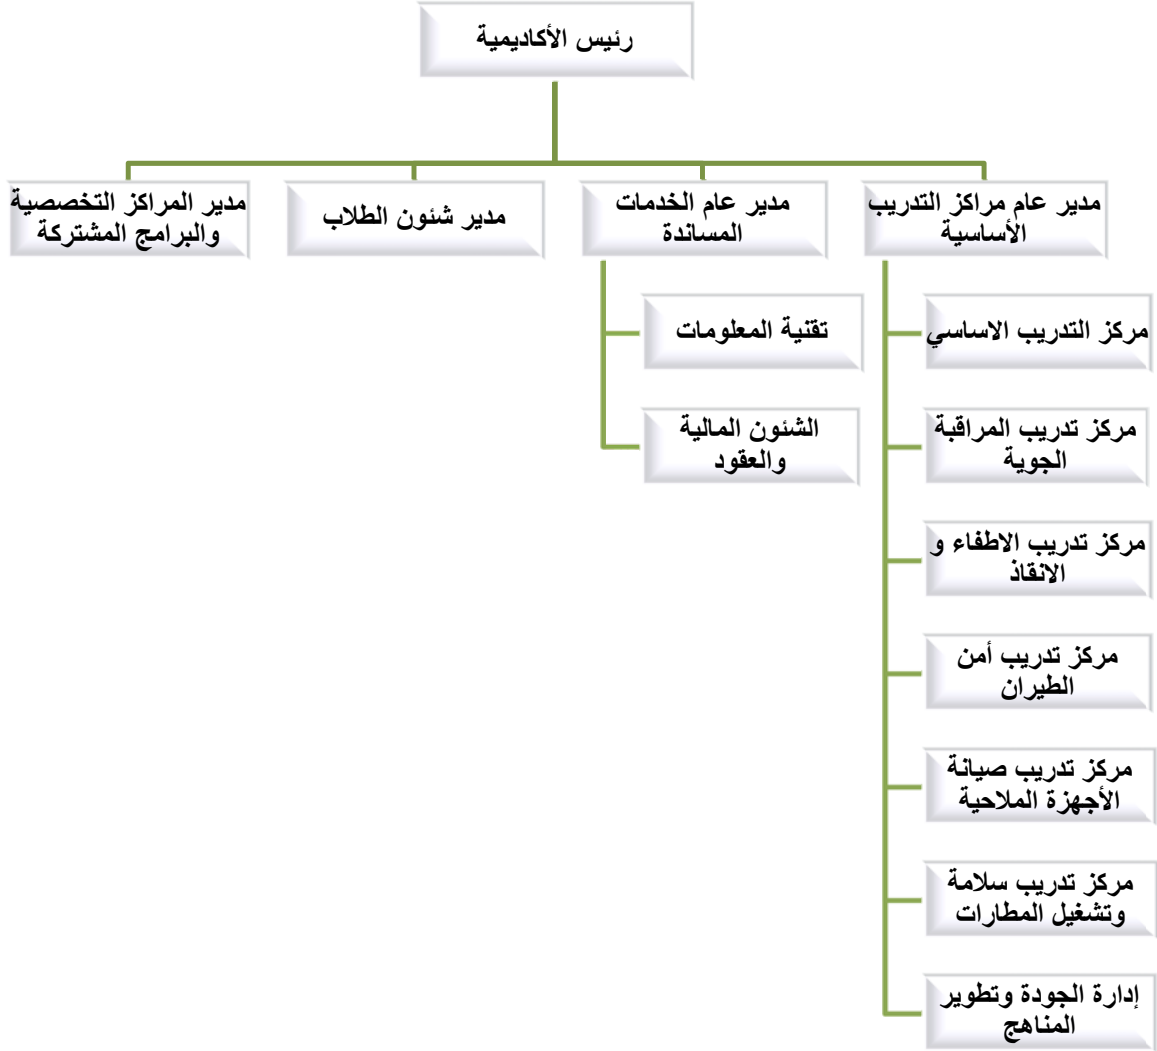 رئيس الأكاديمية
مدير عام مراكز التدريب
الأساسية
مدير عام الخدمات
المساندة
مدير شئون الطلاب
مدير المراكز التخصصية
والبرامج المشتركة
مركز التدريب الاساسي
مركز تدريب المراقبة
الجوية
مركز تدريب الاطفاء و
الانقاذ
مركز تدريب أمن
الطيران
مركز تدريب صيانة
الأجهزة الملاحية
مركز تدريب سلامة
وتشغيل المطارات
إدارة الجودة وتطوير
المناهج
تقنية المعلومات
الشئون المالية
والعقود